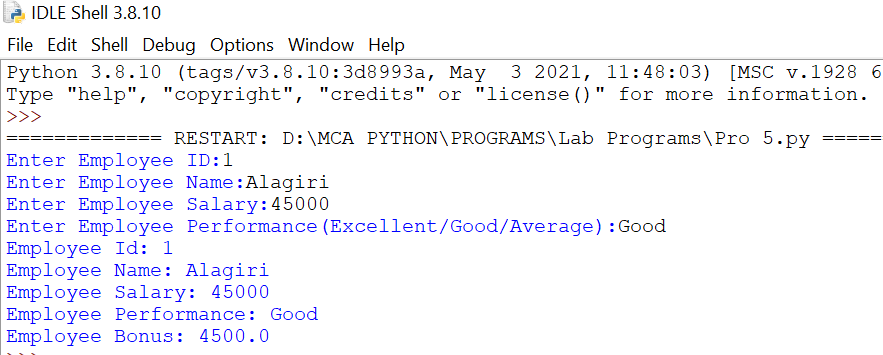 IDLE Shell 3.8.10
File Edit Shell Debug Options Window Help
Python 3.8.10 (tags/v3.8.10:3d8993a, May  3 2021, 11:48:03) [MSC v.1928 6
Type "help", "copyright", "credits" or "license()" for more information.
>>>
============= RESTART: D:\MCA PYTHON\PROGRAMS\Lab Programs\Pro 5.py =====
Enter Employee ID:1
Enter Employee Name:Alagiri
Enter Employee Salary:45000
Enter Employee Performance(Excellent/Good/Average):Good
Employee Id: 1
Employee Name: Alagiri
Employee Salary: 45000
Employee Performance: Good
Employee Bonus: 4500.0
>>>